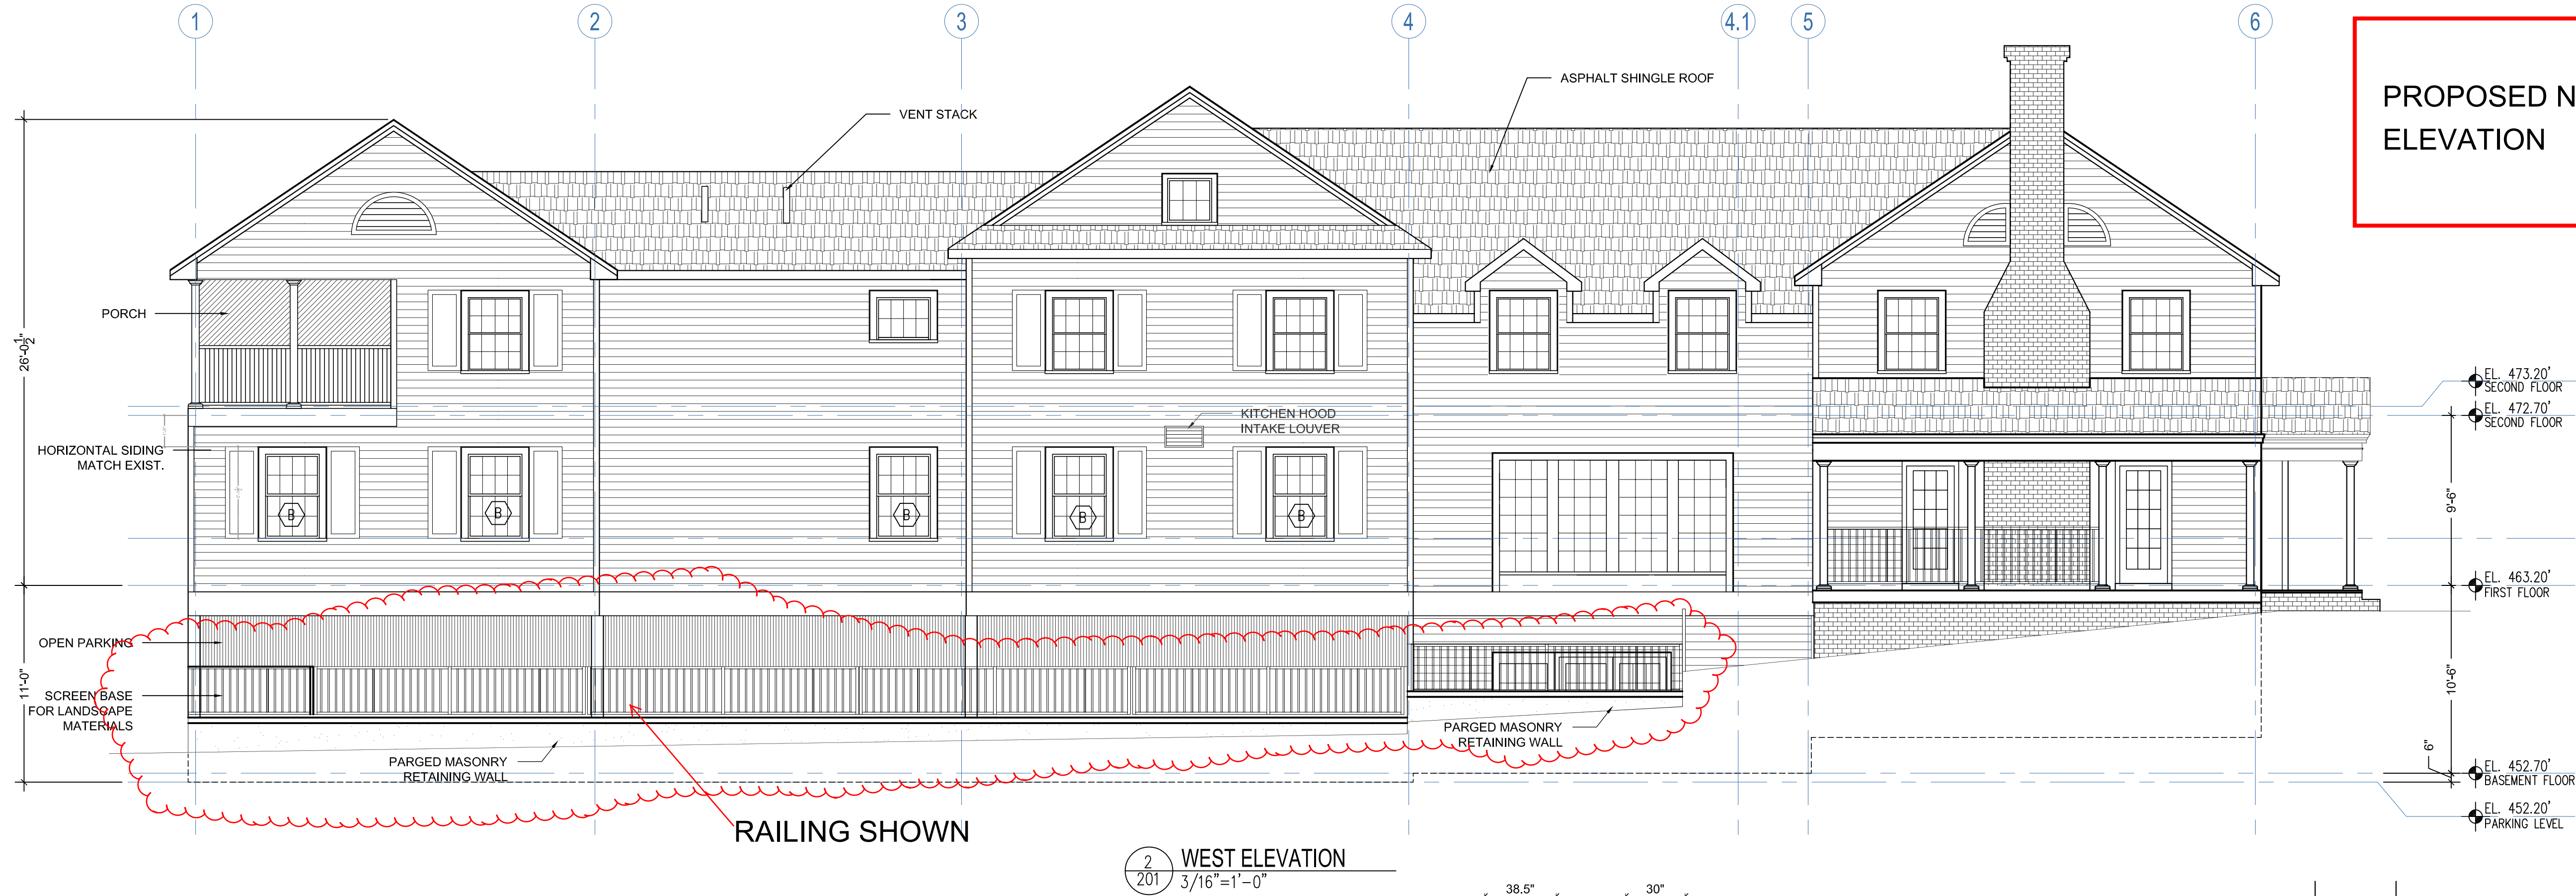 1
2
3
4
4.1
5
6
PROPOSED N
ELEVATION
ASPHALT SHINGLE ROOF
VENT STACK
PORCH
26'-0 1/2"
HORIZONTAL SIDING
MATCH EXIST.
KITCHEN HOOD
INTAKE LOUVER
B
B
B
B
B
EL. 473.20'
SECOND FLOOR
EL. 472.70'
SECOND FLOOR
9'-6"
EL. 463.20'
FIRST FLOOR
OPEN PARKING
11'-0"
SCREEN BASE
FOR LANDSCAPE
MATERIALS
10'-6"
PARGED MASONRY
RETAINING WALL
PARGED MASONRY
RETAINING WALL
6"
EL. 452.70'
BASEMENT FLOOR
EL. 452.20'
PARKING LEVEL
RAILING SHOWN
2
201
WEST ELEVATION
3/16"=1'-0"
38.5"
30"